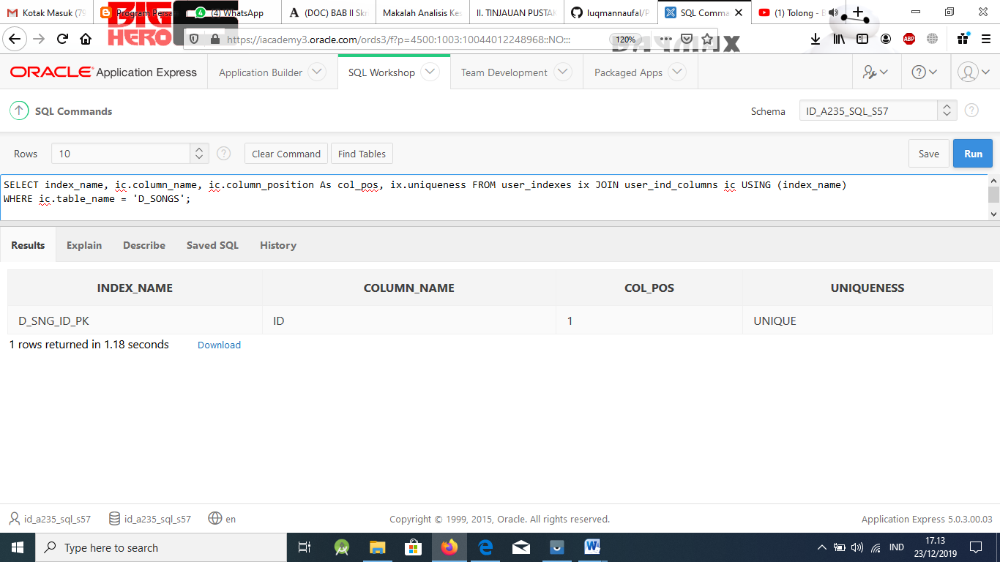 Kotak Masuk (79
Program Persa
(4) WhatsApp
(DOC) BAB II Skr
Makalah Analisis Kes
II. TINJAUAN PUSTAK
luqmannaufal/P
SQL Comma
(1) Tolong - 
BIG
HERO
BAYMAX
https://iacademy3.oracle.com/ords3/f?p=4500:1003:10044012248968::NO:::
120%
ABP
ORACLE Application Express
Application Builder
SQL Workshop
Team Development
Packaged Apps
SQL Commands
Schema
ID_A235_SQL_S57
Rows
10
Clear Command
Find Tables
Save
Run
SELECT index_name, ic.column_name, ic.column_position As col_pos, ix.uniqueness FROM user_indexes ix JOIN user_ind_columns ic USING (index_name)
WHERE ic.table_name = 'D_SONGS';
Results
Explain
Describe
Saved SQL
History
INDEX_NAME COLUMN_NAME COL_POS UNIQUENESS
D_SNG_ID_PK ID 1 UNIQUE
1 rows returned in 1.18 seconds Download
id_a235_sql_s57 id_a235_sql_s57 en
Copyright © 1999, 2015, Oracle. All rights reserved.
Application Express 5.0.3.00.03
Type here to search
IND
17.13
23/12/2019